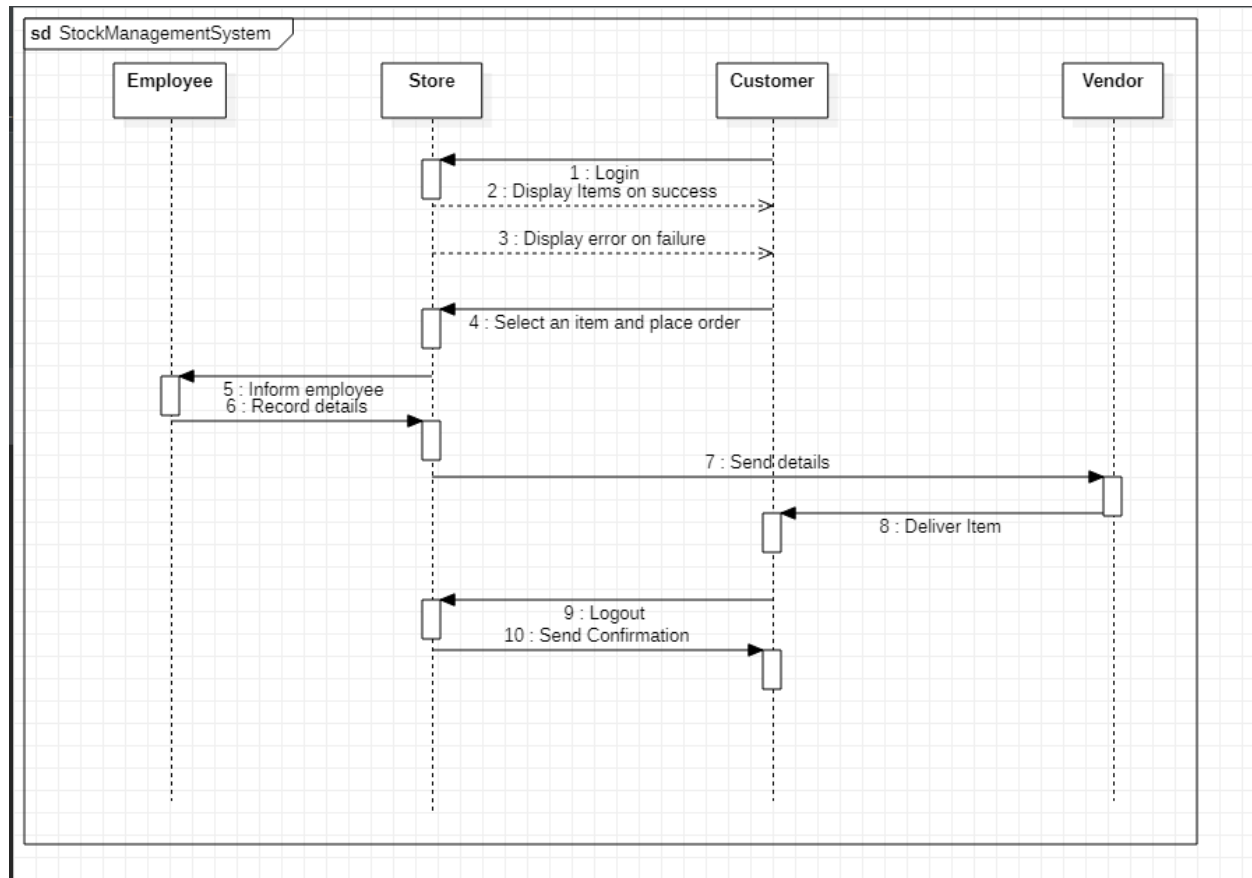 sd StockManagementSystem
Employee
Store
Customer
Vendor
1 : Login
2 : Display Items on success
3 : Display error on failure
4 : Select an item and place order
5 : Inform employee
6 : Record details
7 : Send details
8 : Deliver Item
9 : Logout
10 : Send Confirmation